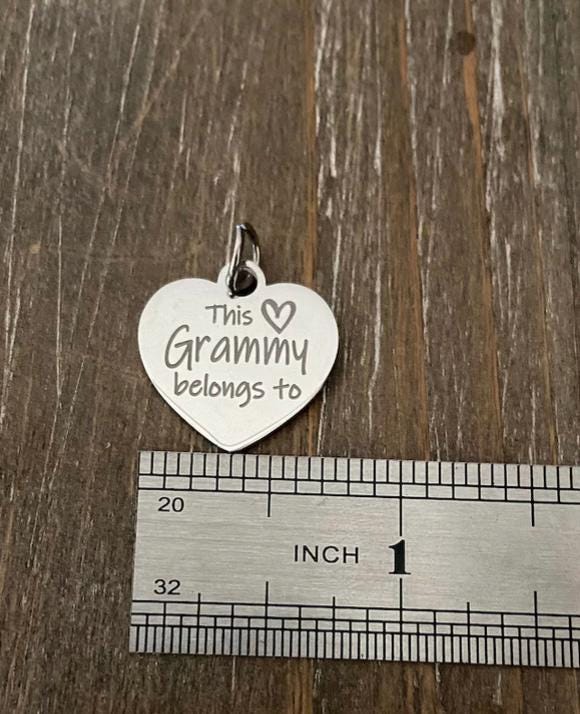 This
Grammy
belongs to
20
INCH 1
32